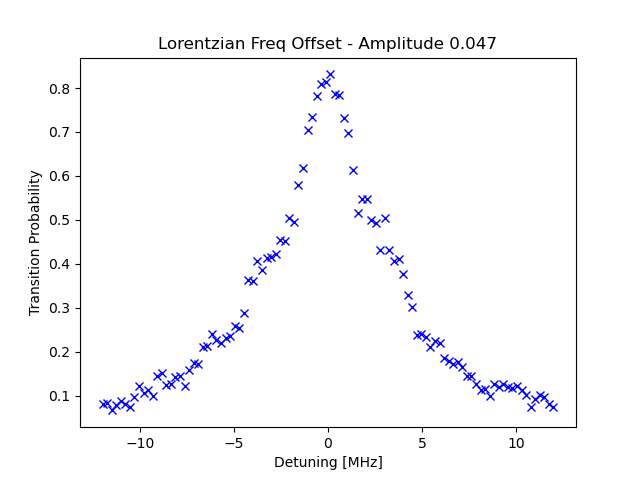 Lorentzian Freq Offset - Amplitude 0.047
Transition Probability
0.8
0.7
0.6
0.5
0.4
0.3
0.2
0.1
−10 −5 0 5 10
Detuning [MHz]